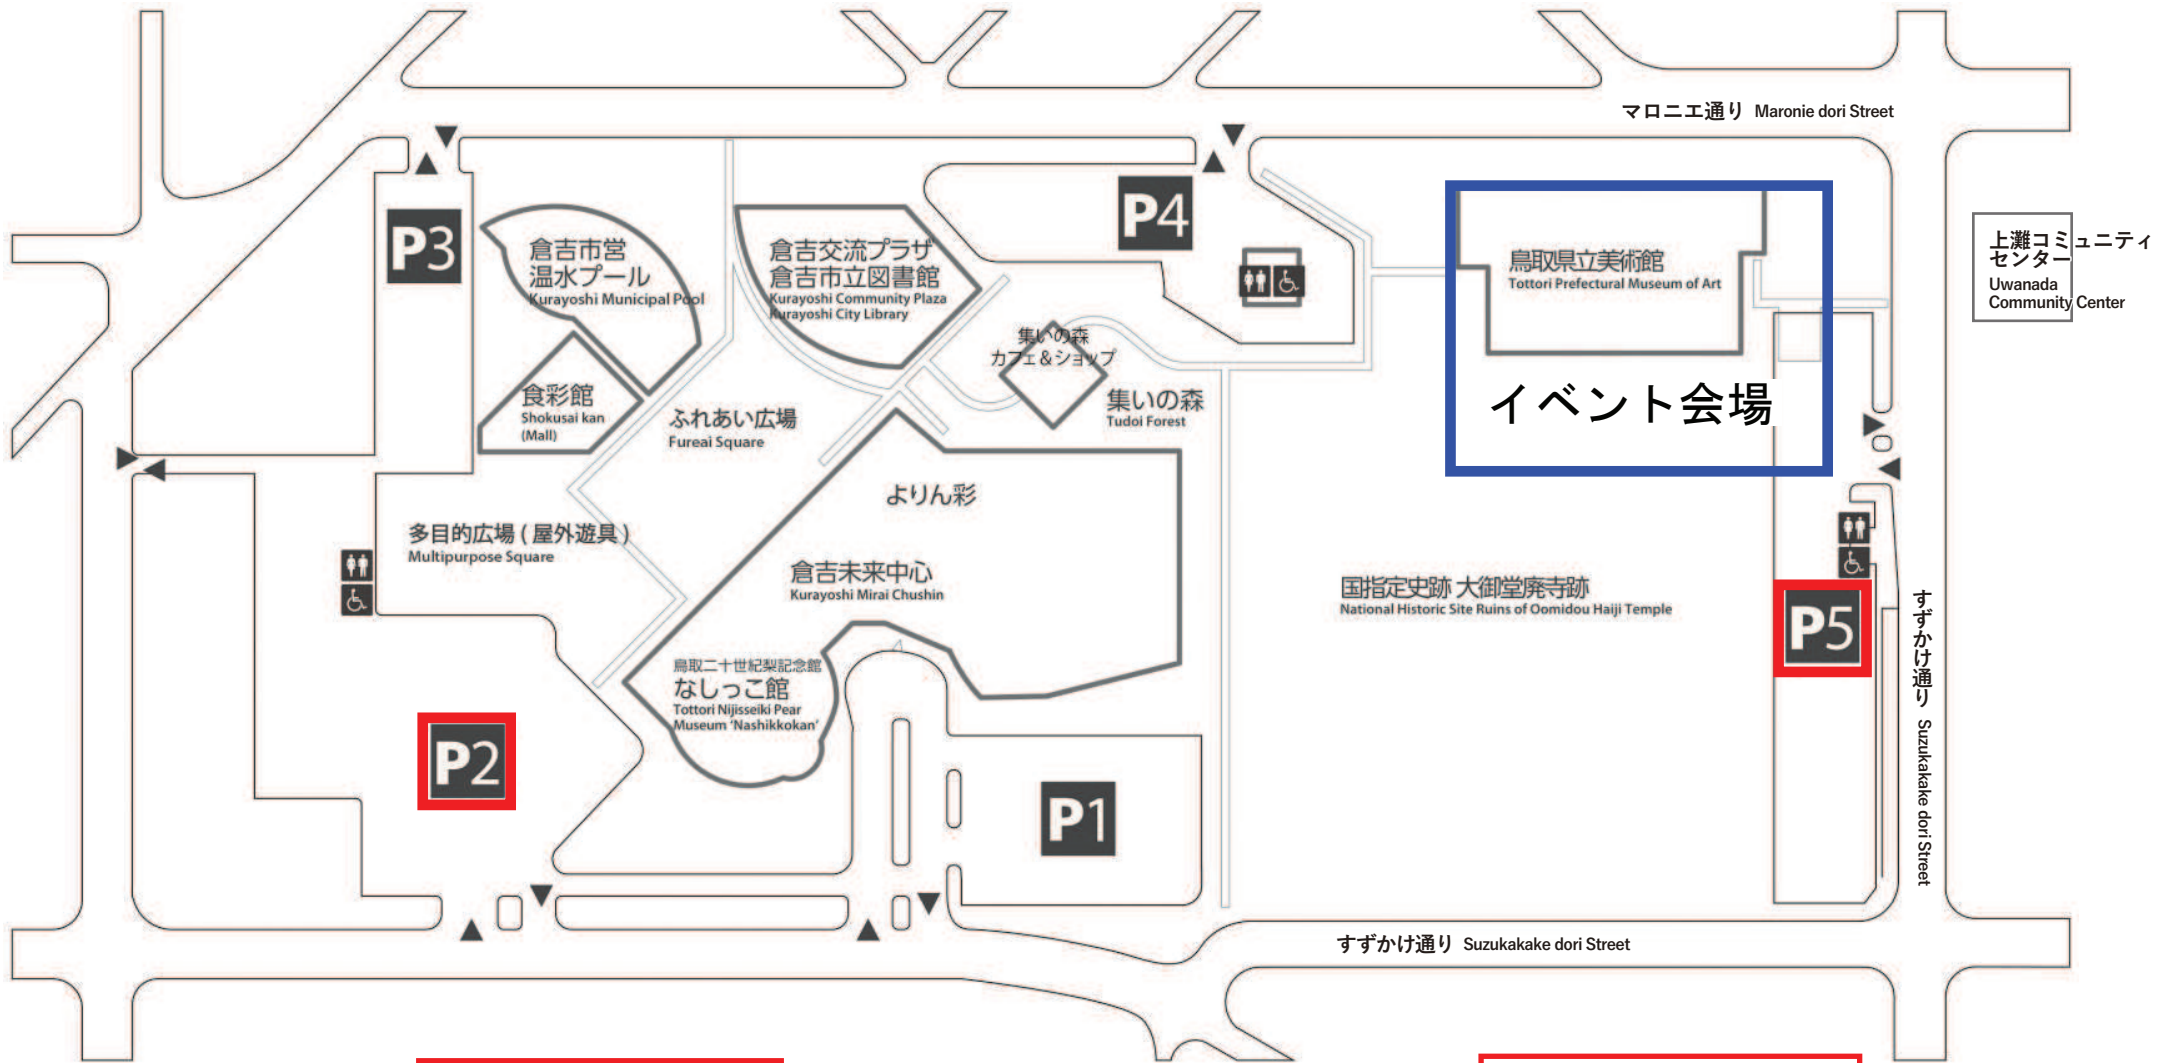 マロニエ通り Maronie dori Street
P3
倉吉市営
温水プール
Kurayoshi Municipal Pool
倉吉交流プラザ
倉吉市立図書館
Kurayoshi Community Plaza
Kurayoshi City Library
P4
鳥取県立美術館
Tottori Prefectural Museum of Art
イベント会場
上灘コミュニティ
センター
Uwanada
Community Center
食彩館
Shokusai kan
(Mall)
ふれあい広場
Fureai Square
集いの森
カフェ&ショップ
集いの森
Tudoi Forest
多目的広場 ( 屋外遊具 )
Multipurpose Square
よりん彩
倉吉未来中心
Kurayoshi Mirai Chushin
国指定史跡 大御堂廃寺跡
National Historic Site Ruins of Oomidou Haiji Temple
P5
すずかけ通り Suzukakake dori Street
鳥取二十世紀梨記念館
なしっこ館
Tottori Nijisseiki Pear
Museum ‘Nashikkokan’
P2
P1
すずかけ通り Suzukakake dori Street